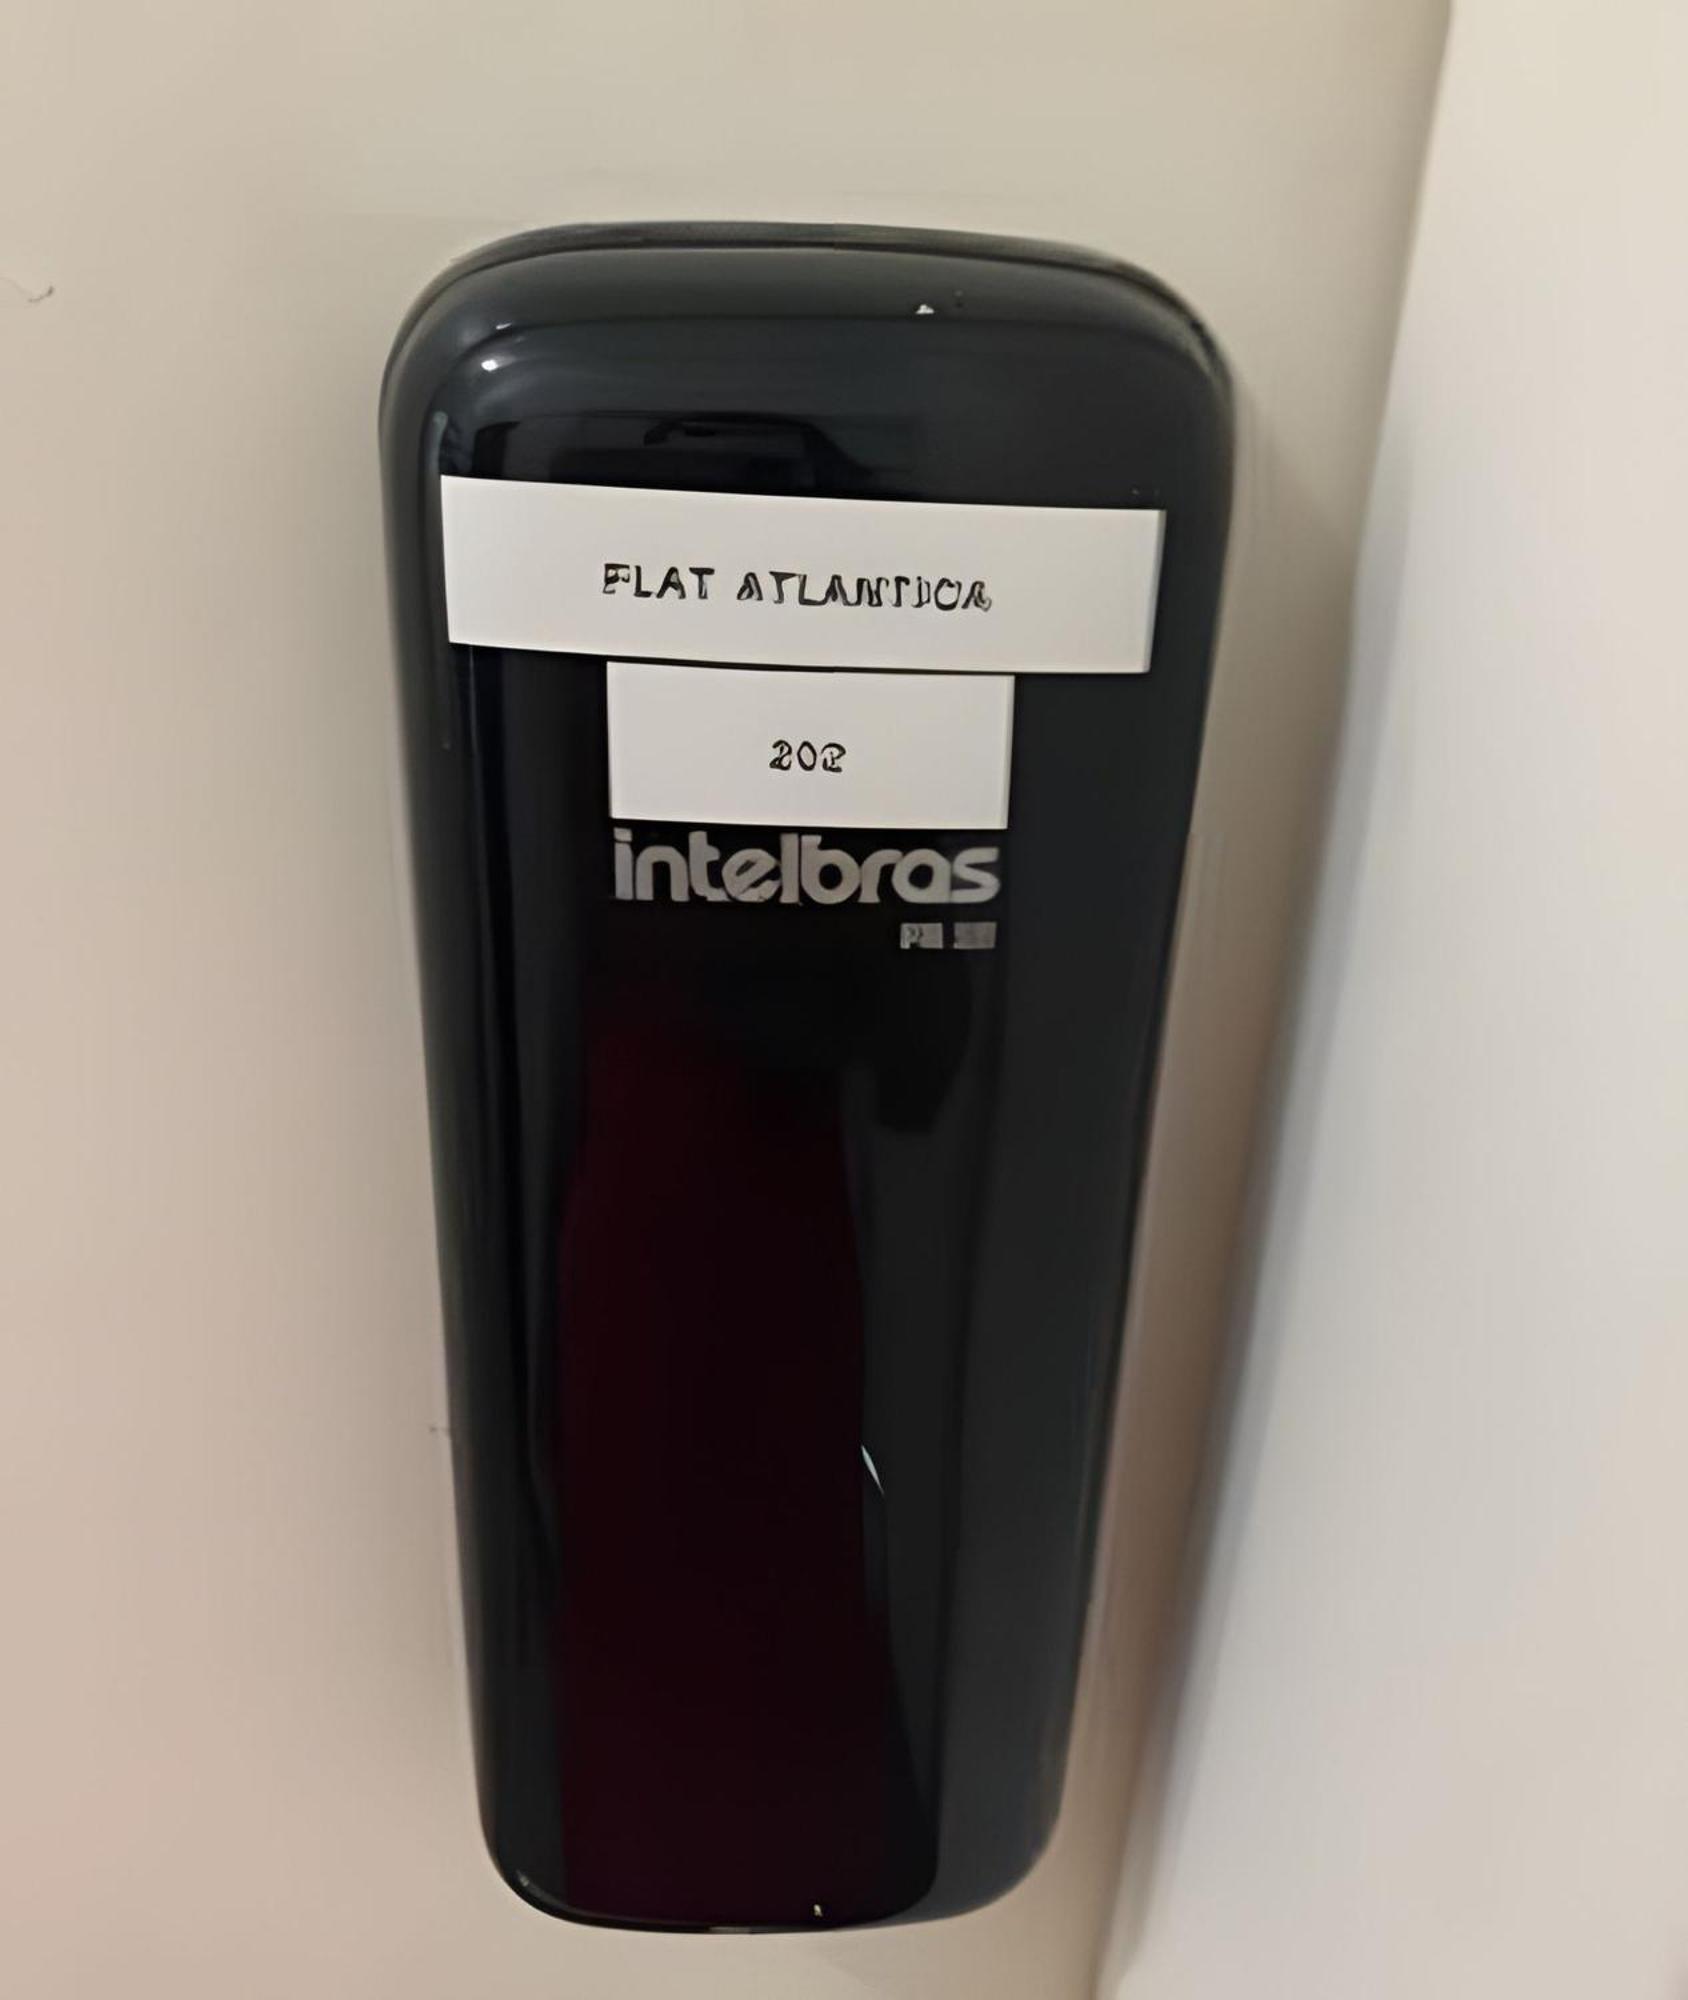 FLAT ATLANTICA
202
intelbras